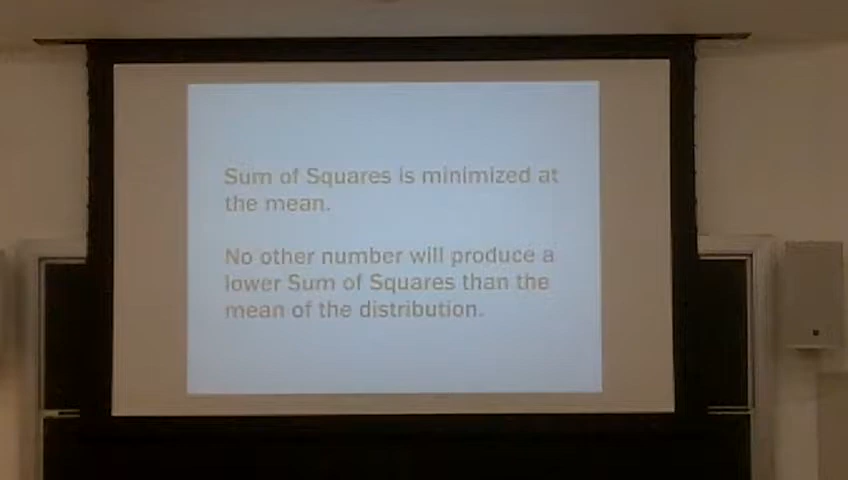 Sum of Squares is minimized at
the mean.
No other number will produce a
lower Sum of Squares than the
mean of the distribution.